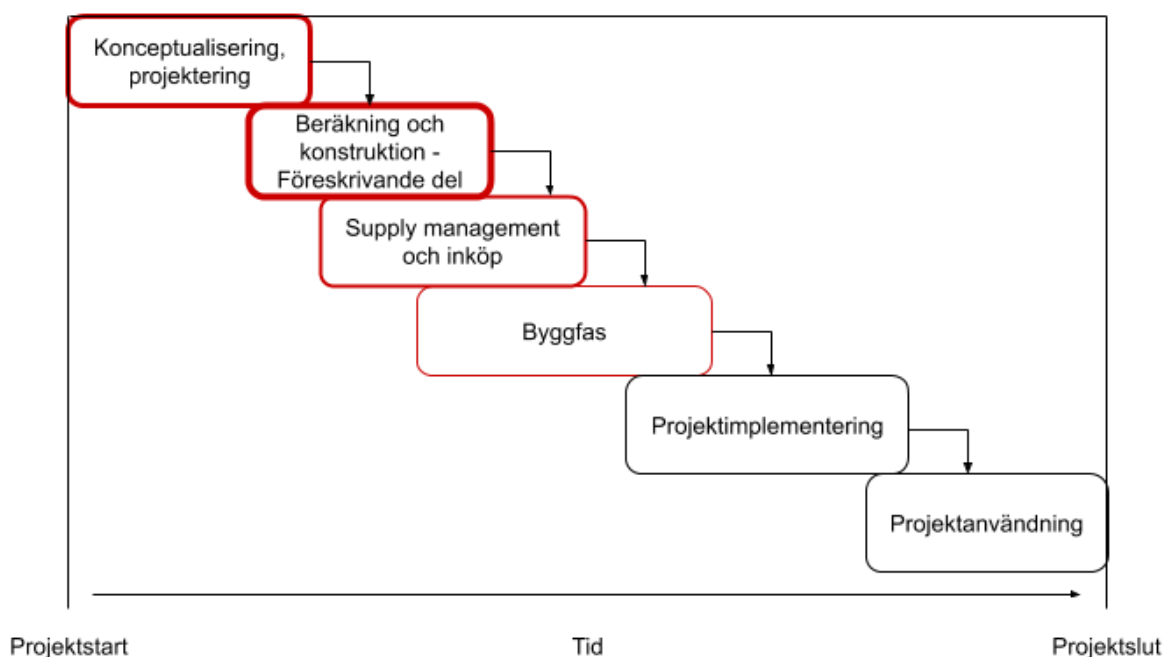 Konceptualisering,
projektering
Beräkning och
konstruktion -
Föreskrivande del
Supply management
och inköp
Byggfas
Projektimplementering
Projektanvändning
Projektstart
Tid
Projektslut